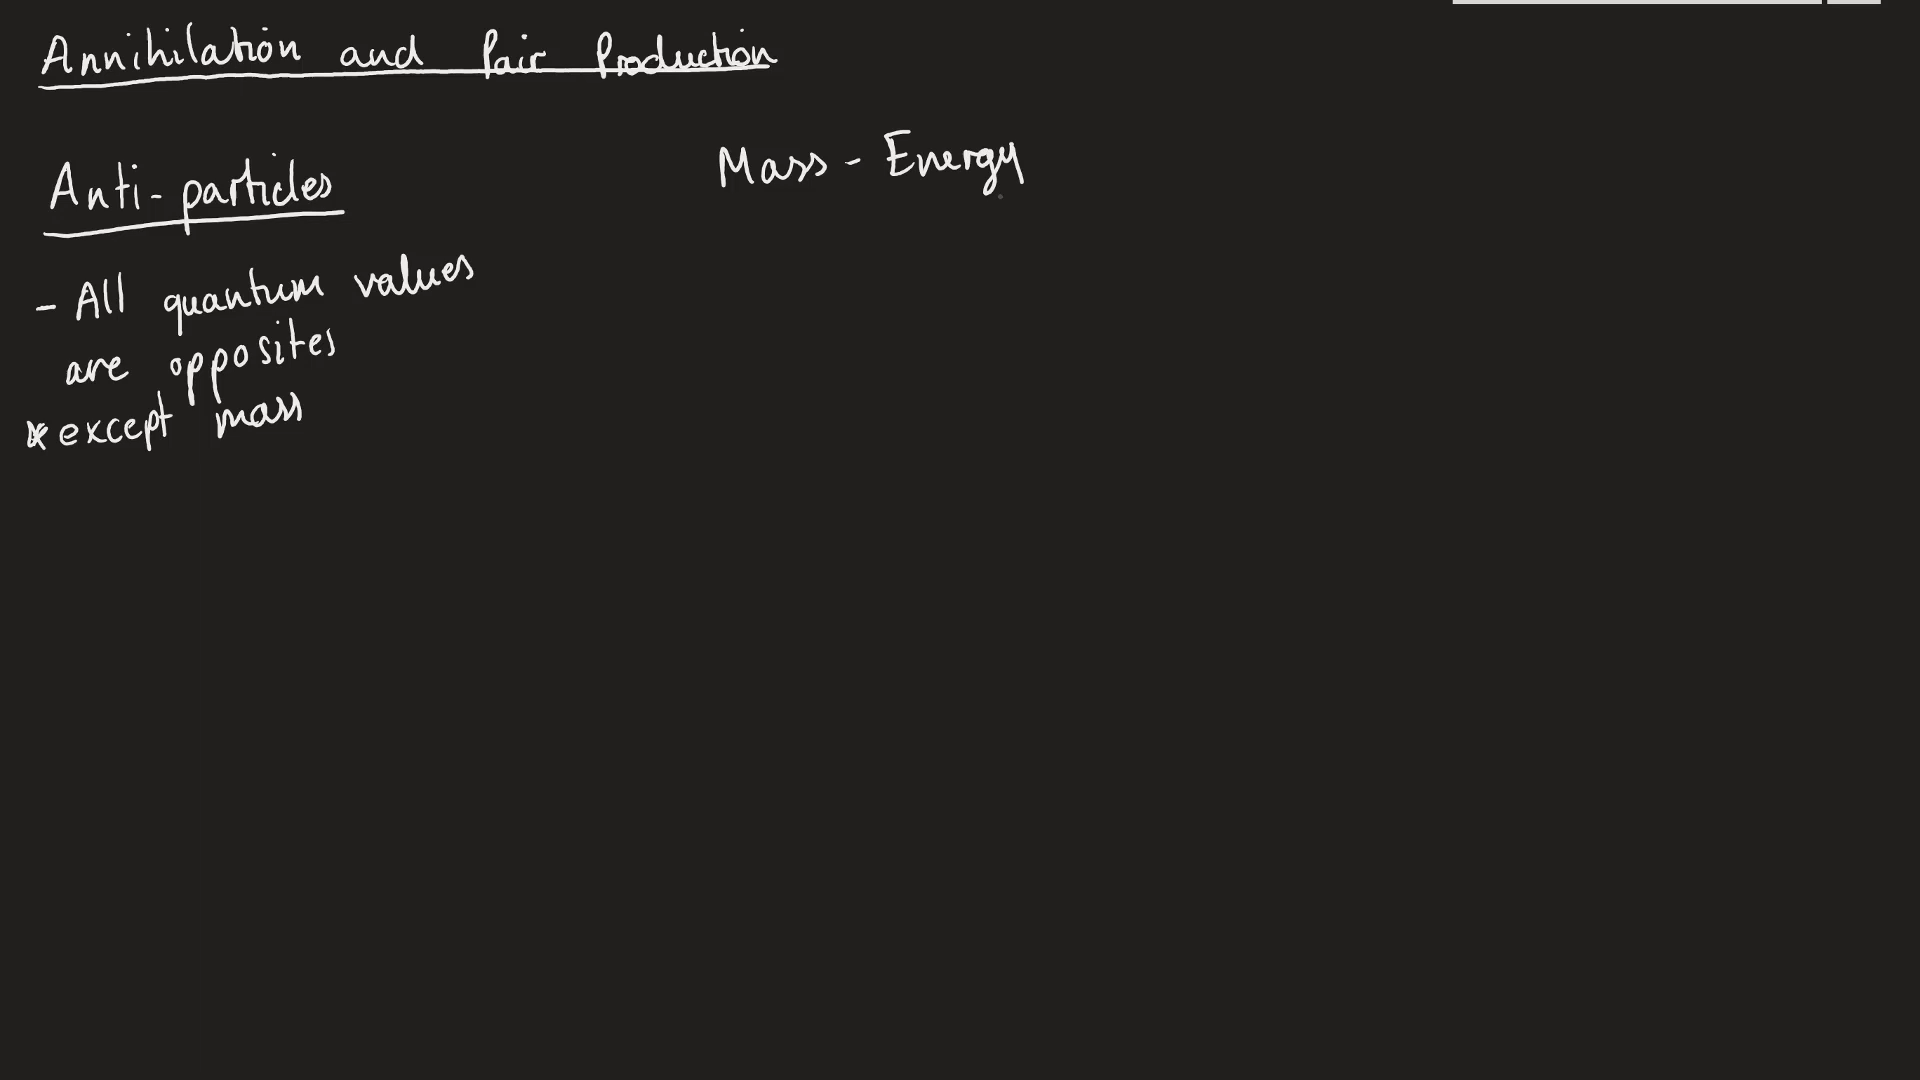 Annihilation and Pair Production
Anti-particles
- All quantum values
are opposites
*except mass
Mass - Energy